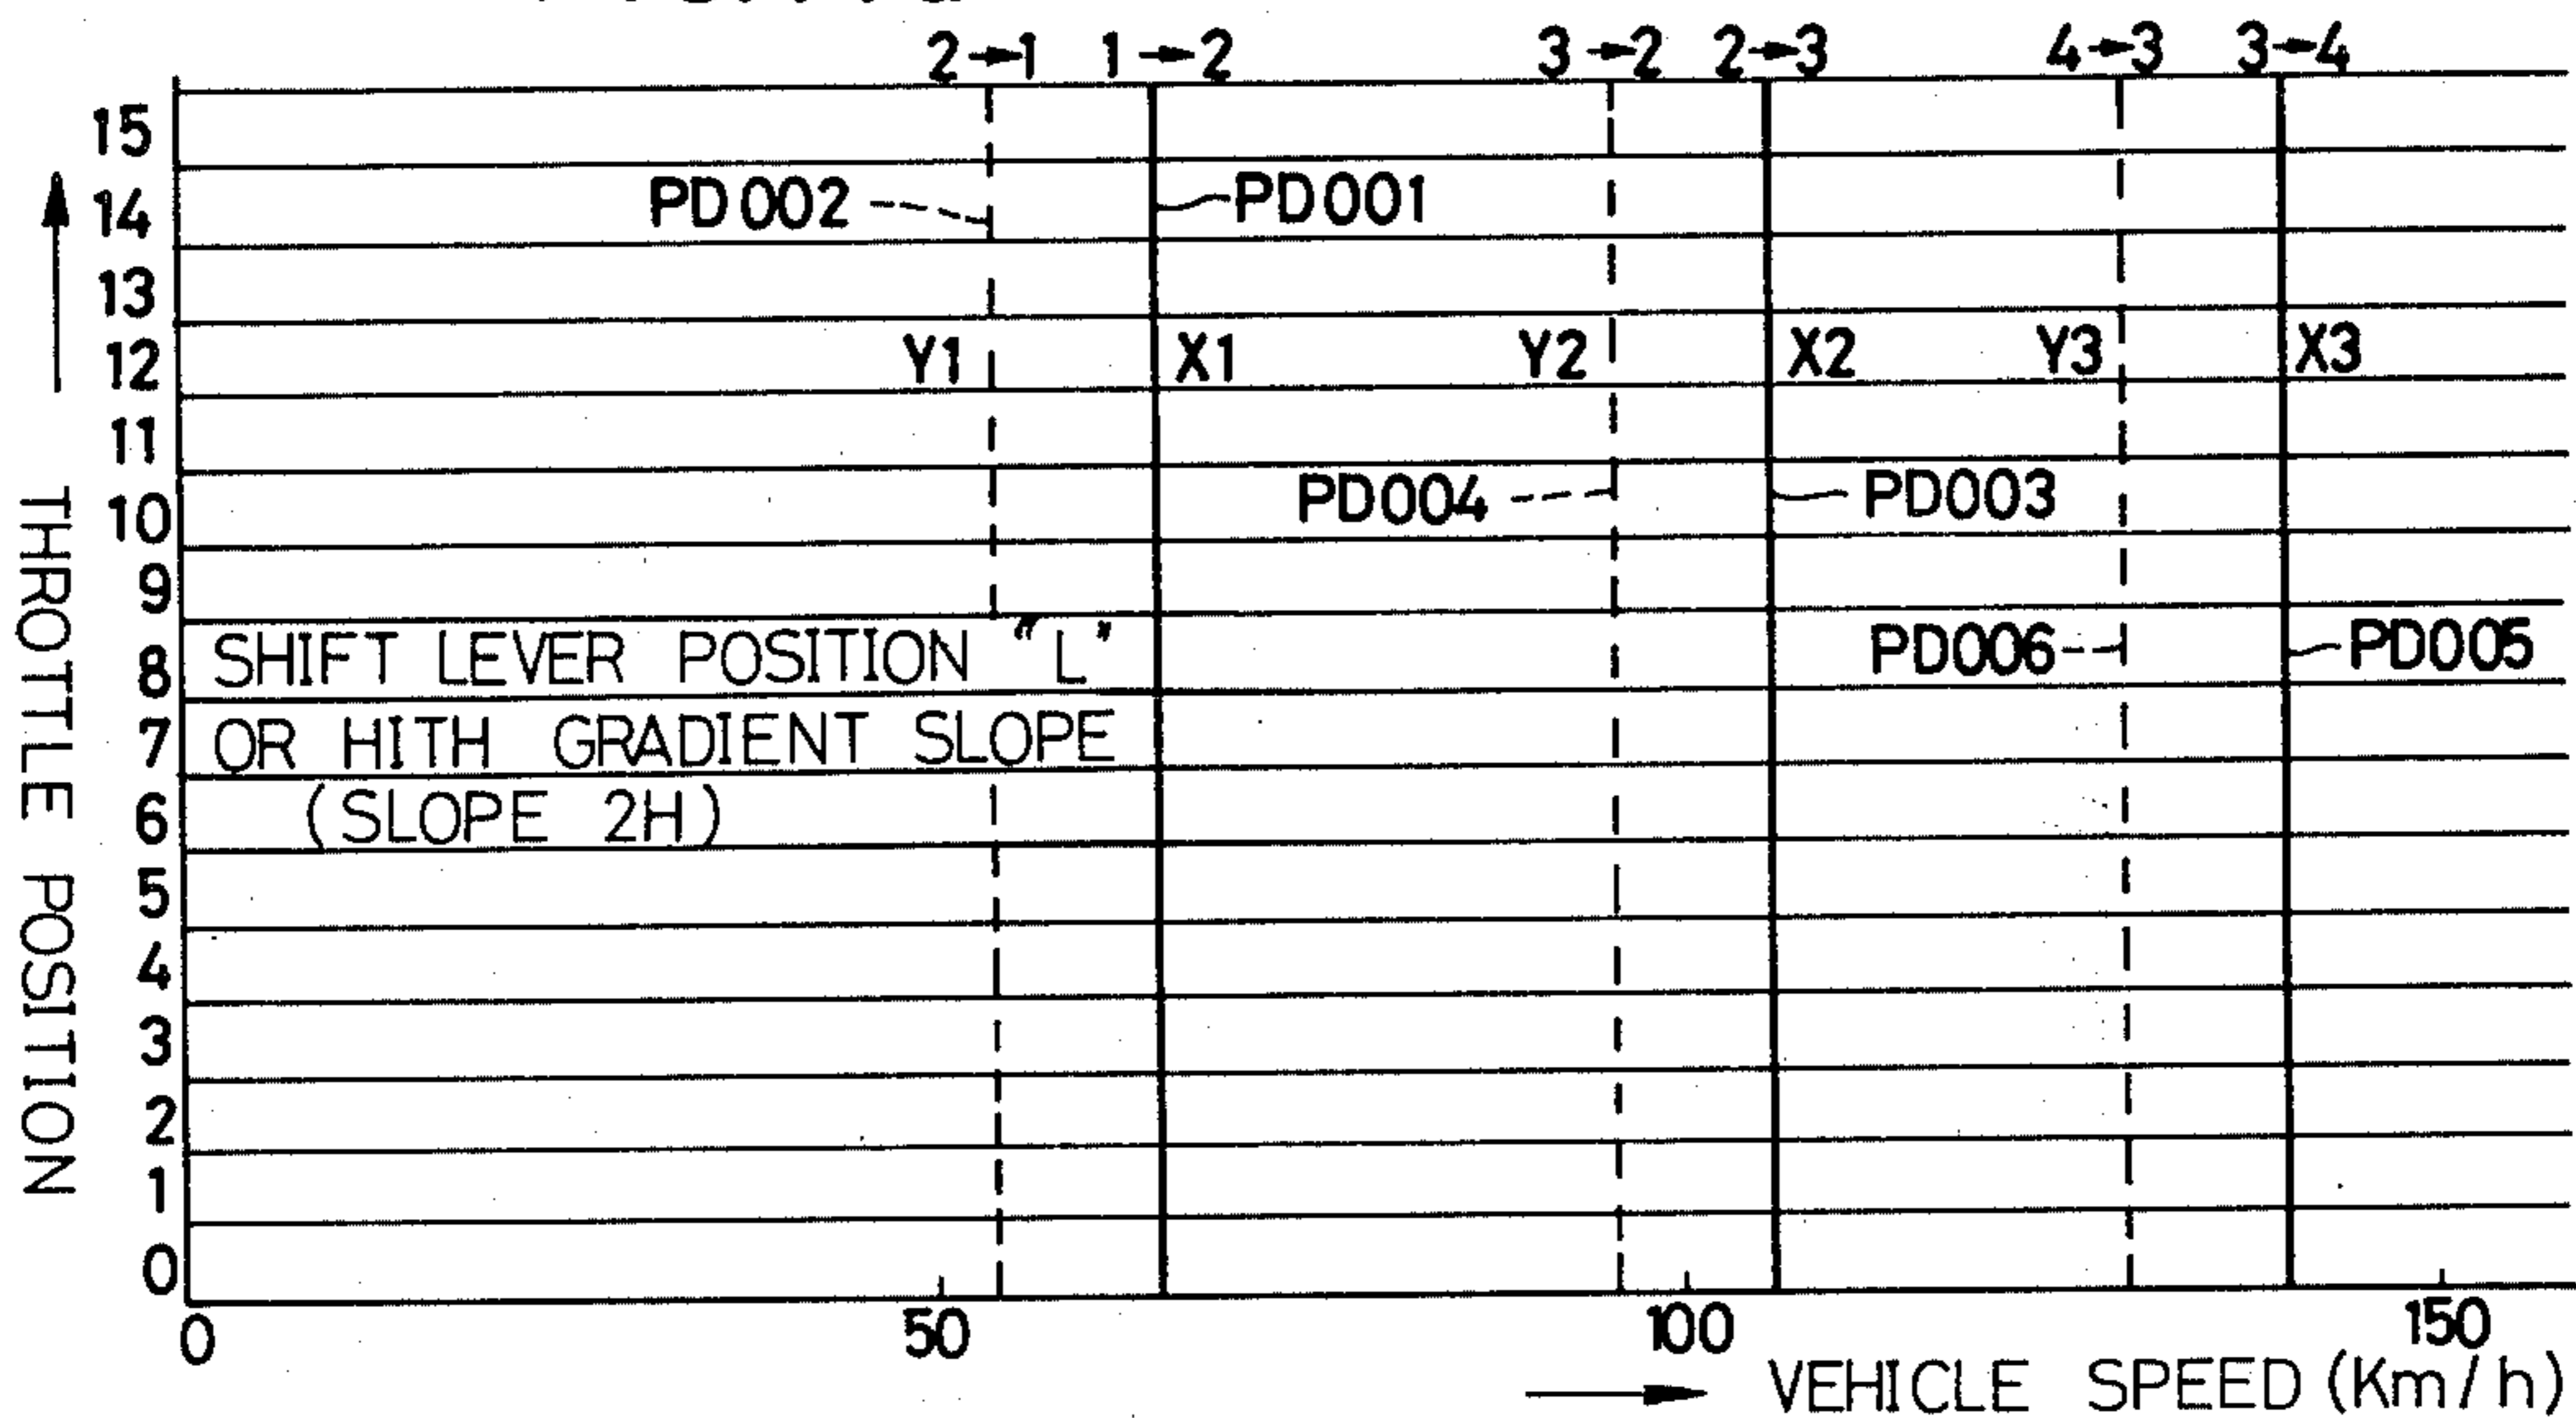 2→1 1→2 3→2 2→3 4→3 3→4
15
14 PD002 PD001
13
12 Y1 X1 Y2 X2 Y3 X3
11
10 PD004 PD003
9
8 SHIFT LEVER POSITION "L" PD006 PD005
7 OR HITH GRADIENT SLOPE
6 (SLOPE 2H)
5
4
3
2
1
0
0 50 100 150
THROTTLE POSITION
VEHICLE SPEED (Km/h)